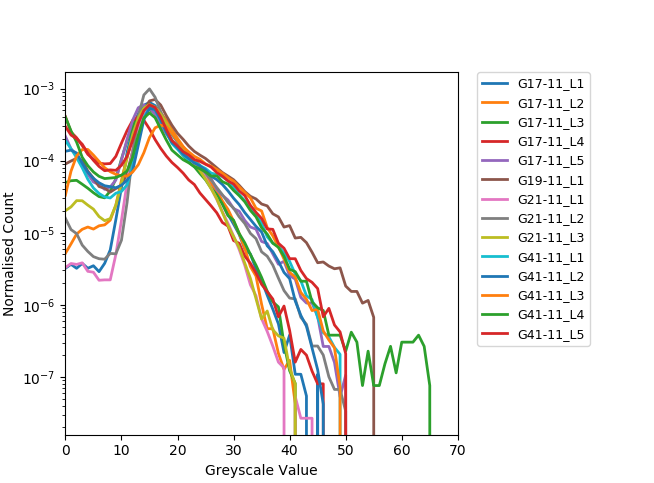 10⁻³
10⁻⁴
10⁻⁵
10⁻⁶
10⁻⁷
Normalised Count
0 10 20 30 40 50 60 70
Greyscale Value
G17-11_L1
G17-11_L2
G17-11_L3
G17-11_L4
G17-11_L5
G19-11_L1
G21-11_L1
G21-11_L2
G21-11_L3
G41-11_L1
G41-11_L2
G41-11_L3
G41-11_L4
G41-11_L5